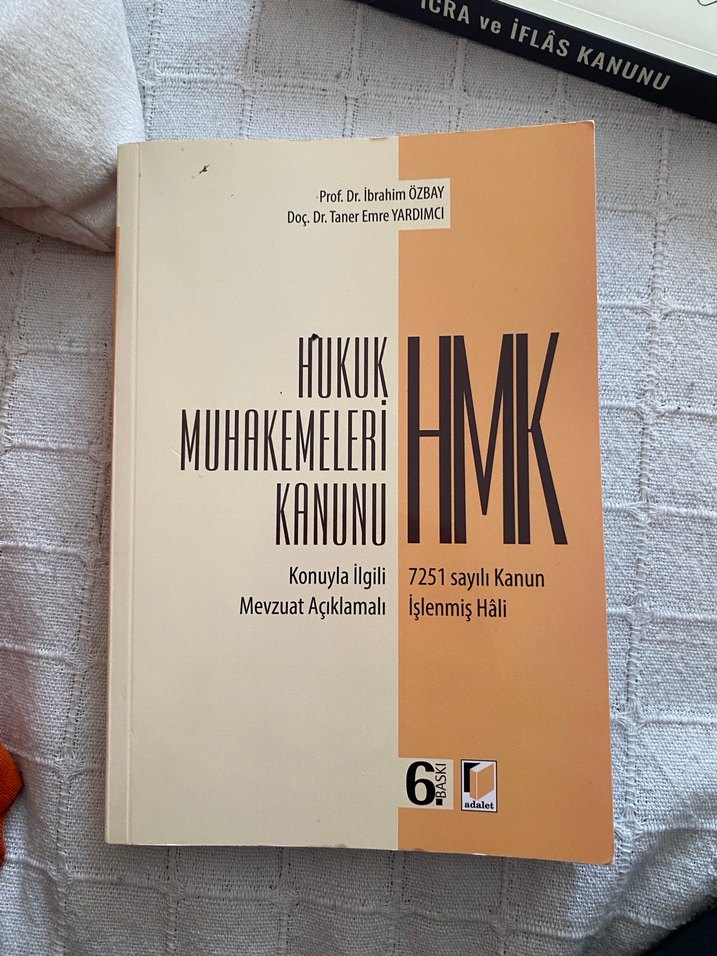 İCRA ve İFLÂS KANUNU
Prof. Dr. İbrahim ÖZBAY
Doç. Dr. Taner Emre YARDIMCI
HUKUK
MUHAKEMELERİ
KANUNU
HMK
Konuyla İlgili
Mevzuat Açıklamalı
7251 sayılı Kanun
İşlenmiş Hâli
6.BASKI
adalet